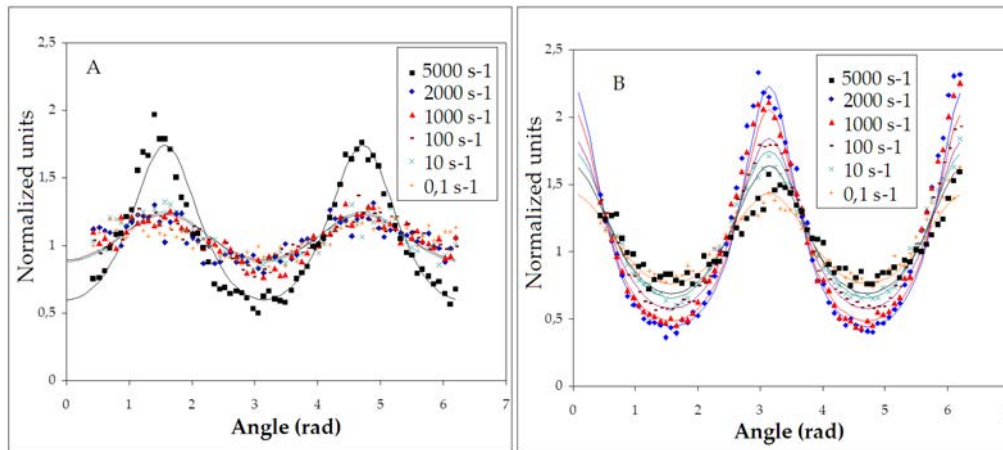 2,5
2
1,5
1
0,5
0
Normalized units
A
5000 s-1
2000 s-1
1000 s-1
100 s-1
10 s-1
0,1 s-1
0 1 2 3 4 5 6 7
Angle (rad)
2,5
2
1,5
1
0,5
0
Normalized units
B
5000 s-1
2000 s-1
1000 s-1
100 s-1
10 s-1
0,1 s-1
0 1 2 3 4 5 6
Angle (rad)